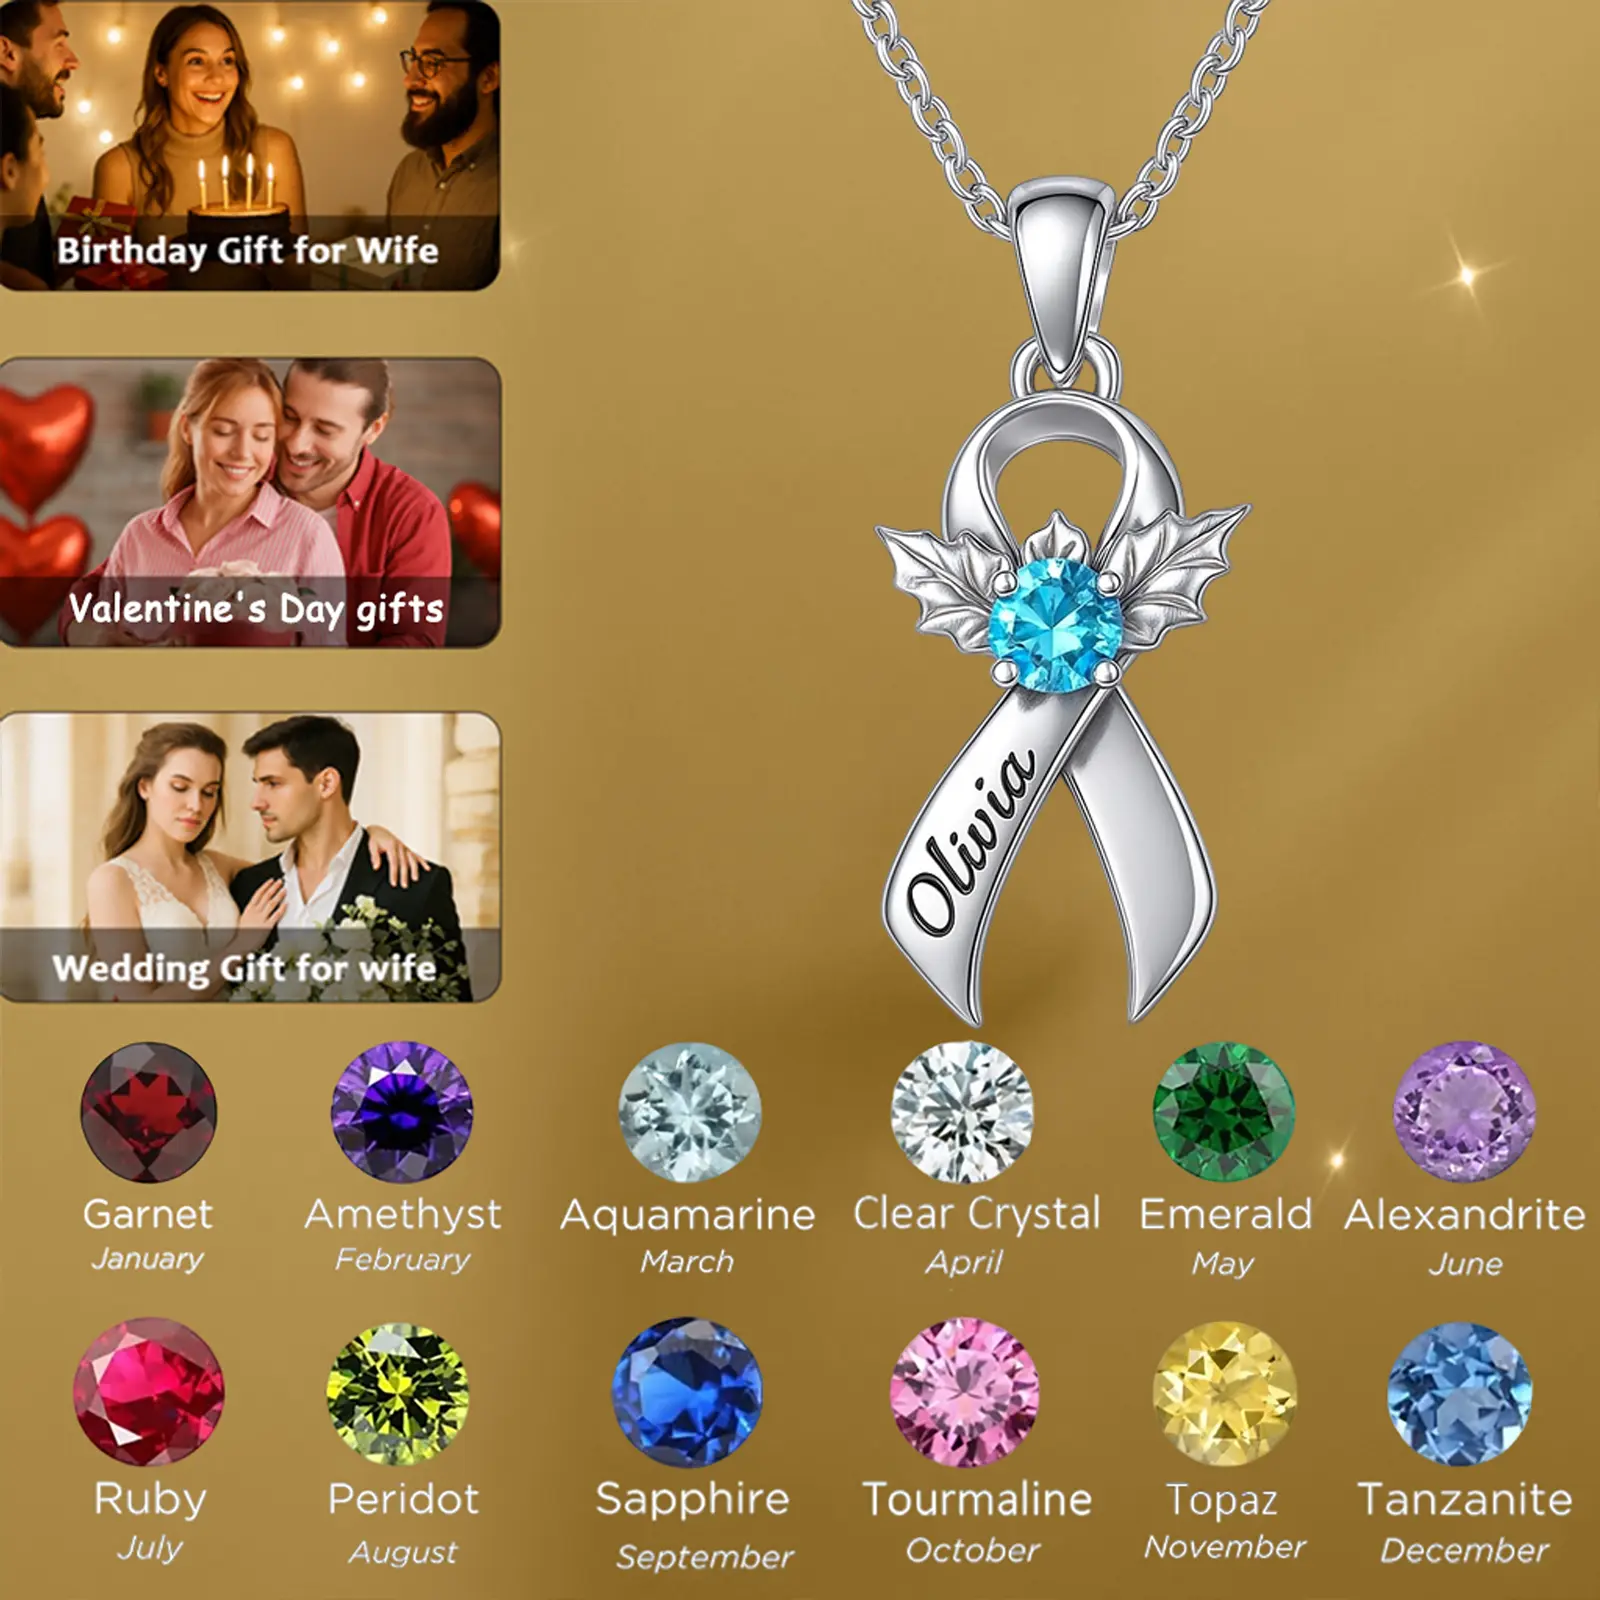 Birthday Gift for Wife
Valentine's Day gifts
Wedding Gift for wife
Olivia
Garnet
January
Amethyst
February
Aquamarine
March
Clear Crystal
April
Emerald
May
Alexandrite
June
Ruby
July
Peridot
August
Sapphire
September
Tourmaline
October
Topaz
November
Tanzanite
December